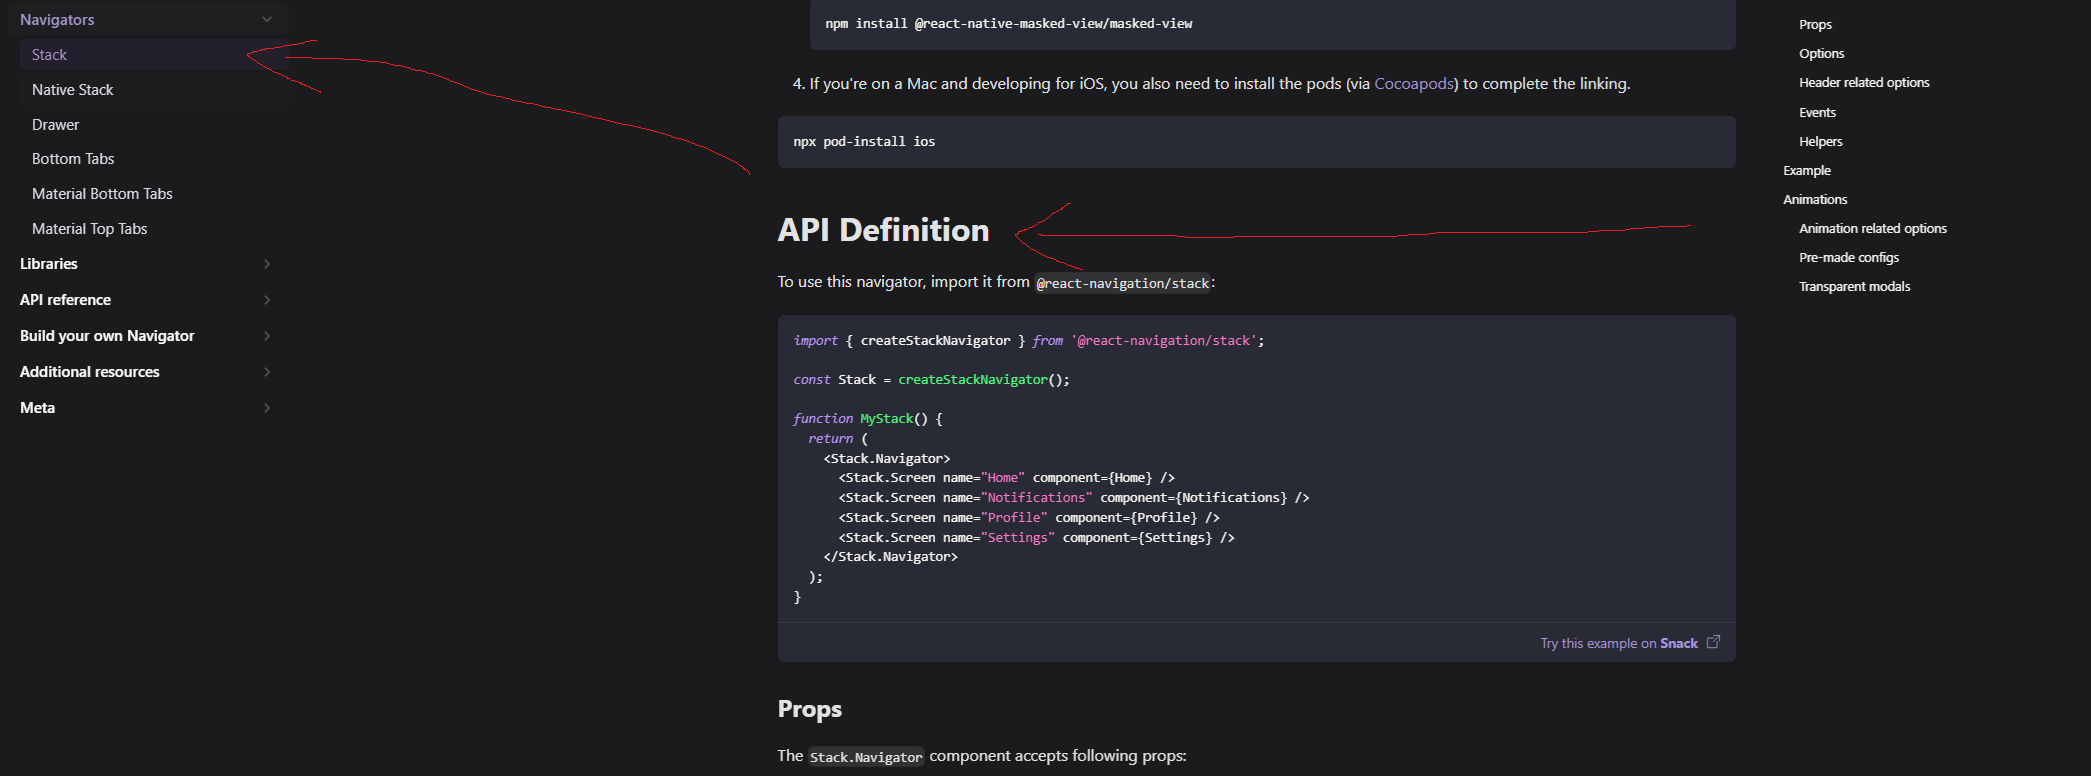 Navigators
Stack
Native Stack
Drawer
Bottom Tabs
Material Bottom Tabs
Material Top Tabs
Libraries
API reference
Build your own Navigator
Additional resources
Meta
npm install @react-native-masked-view/masked-view
4. If you're on a Mac and developing for iOS, you also need to install the pods (via Cocoapods) to complete the linking.
npx pod-install ios
API Definition
To use this navigator, import it from @react-navigation/stack:
import { createStackNavigator } from '@react-navigation/stack';
const Stack = createStackNavigator();
function MyStack() {
  return (
    <Stack.Navigator>
      <Stack.Screen name="Home" component={Home} />
      <Stack.Screen name="Notifications" component={Notifications} />
      <Stack.Screen name="Profile" component={Profile} />
      <Stack.Screen name="Settings" component={Settings} />
    </Stack.Navigator>
  );
}
Try this example on Snack
Props
The Stack.Navigator component accepts following props:
Props
Options
Header related options
Events
Helpers
Example
Animations
Animation related options
Pre-made configs
Transparent modals